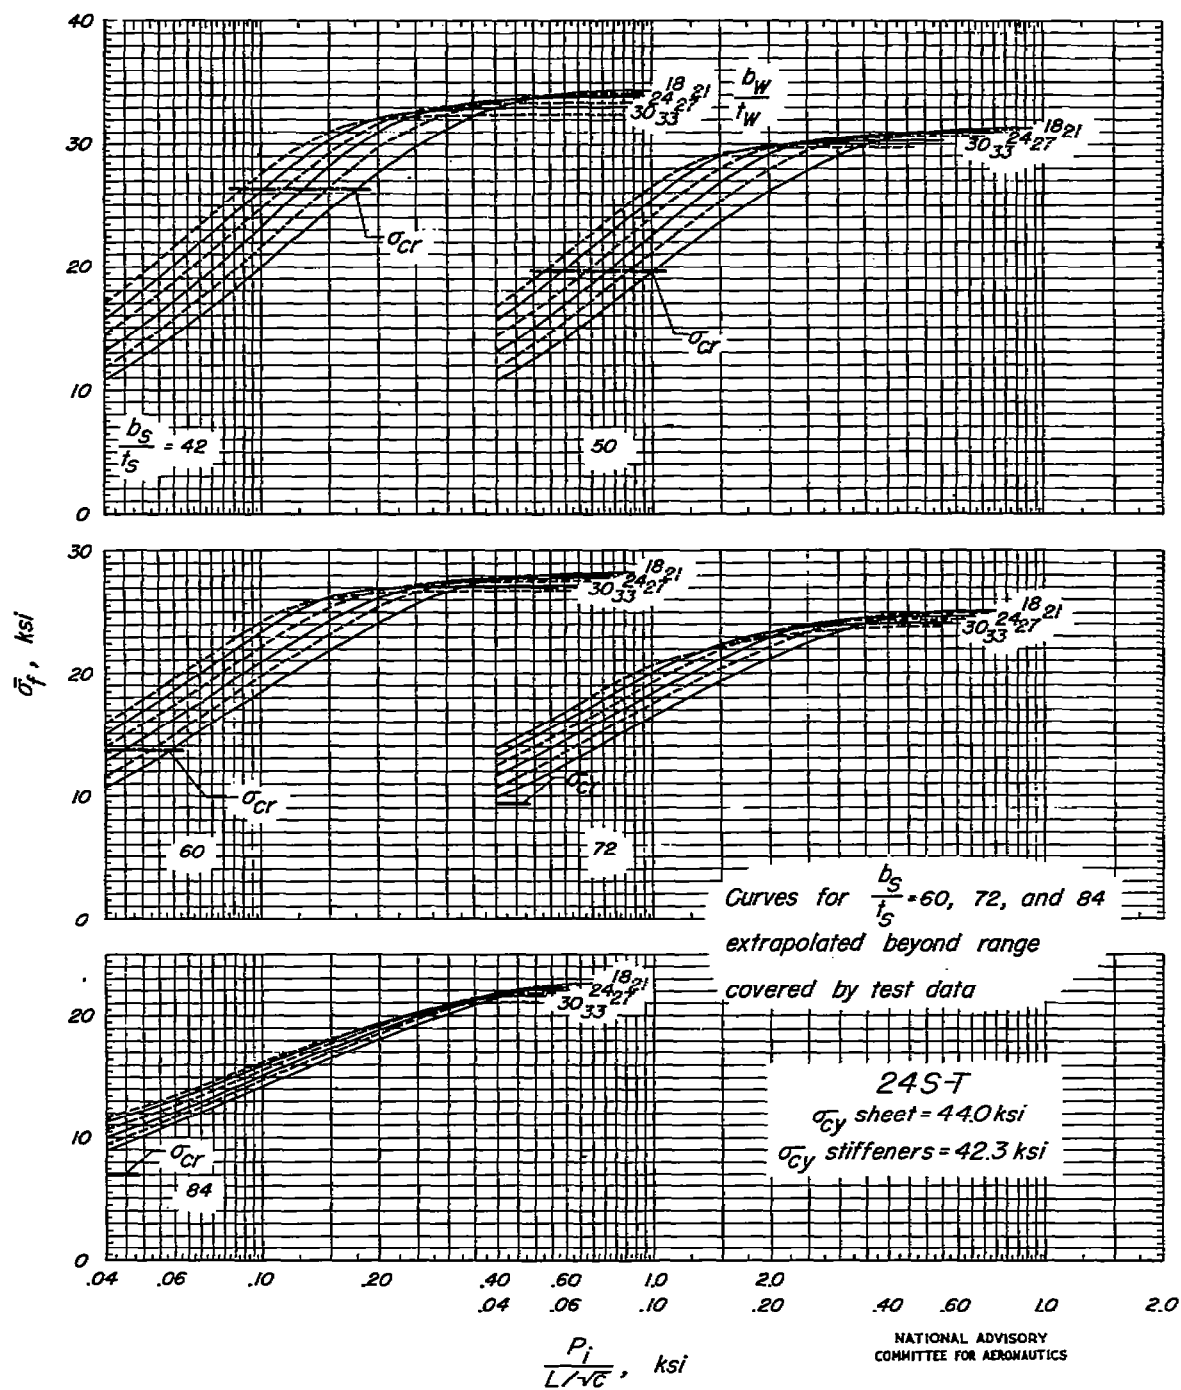 40
30
20
10
0
18 21
24 27
30 33
b_W
t_W
18 21
24 27
30 33
σ_cr
σ_cr
b_S
t_S = 42
50
30
20
10
0
18 21
24 27
30 33
18 21
24 27
30 33
σ_cr
σ_cr
60
72
σ̿_f, ksi
Curves for b_S/t_S = 60, 72, and 84
extrapolated beyond range
covered by test data
20
10
0
18 21
24 27
30 33
σ_cr
84
24S-T
σ_cy sheet = 44.0 ksi
σ_cy stiffeners = 42.3 ksi
.04 .06 .10 .20 .40 .60 1.0 2.0
.04 .06 .10 .20 .40 .60 1.0 2.0
P_i
L/√c , ksi
NATIONAL ADVISORY
COMMITTEE FOR AERONAUTICS